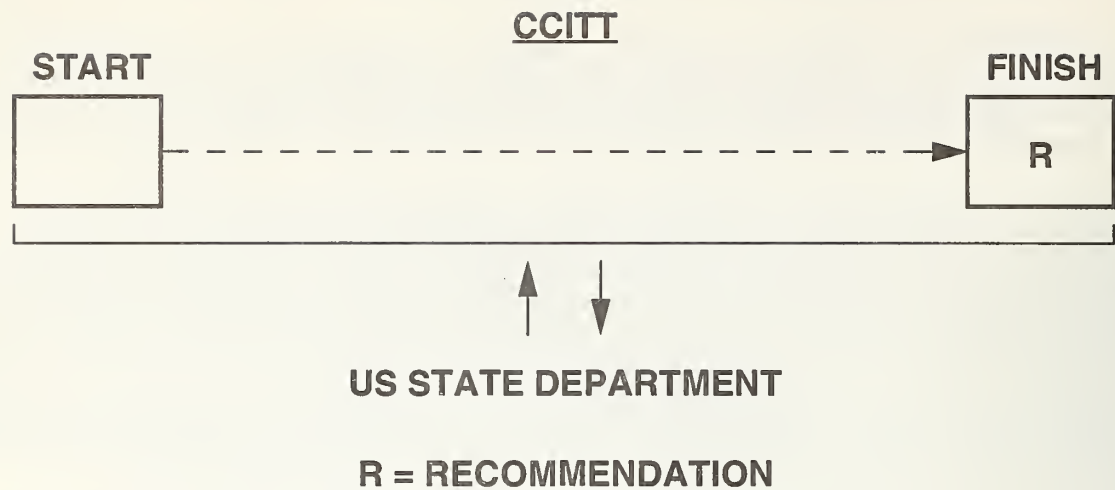 CCITT
START
FINISH
R
US STATE DEPARTMENT
R = RECOMMENDATION